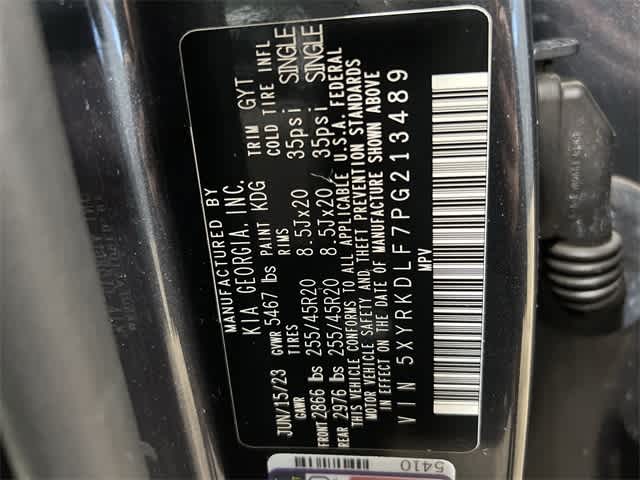 MANUFACTURED BY
KIA GEORGIA, INC.
JUN/15/23 GVWR 5467 lbs PAINT KDG TRIM GYT
GAWR TIRES RIMS COLD TIRE INFL
FRONT 2866 lbs 255/45R20 8.5Jx20 35psi SINGLE
REAR 2976 lbs 255/45R20 8.5Jx20 35psi SINGLE
THIS VEHICLE CONFORMS TO ALL APPLICABLE U.S.A. FEDERAL
MOTOR VEHICLE SAFETY AND THEFT PREVENTION STANDARDS
IN EFFECT ON THE DATE OF MANUFACTURE SHOWN ABOVE
VIN 5XYRKDLF7PG213489
MPV
5410